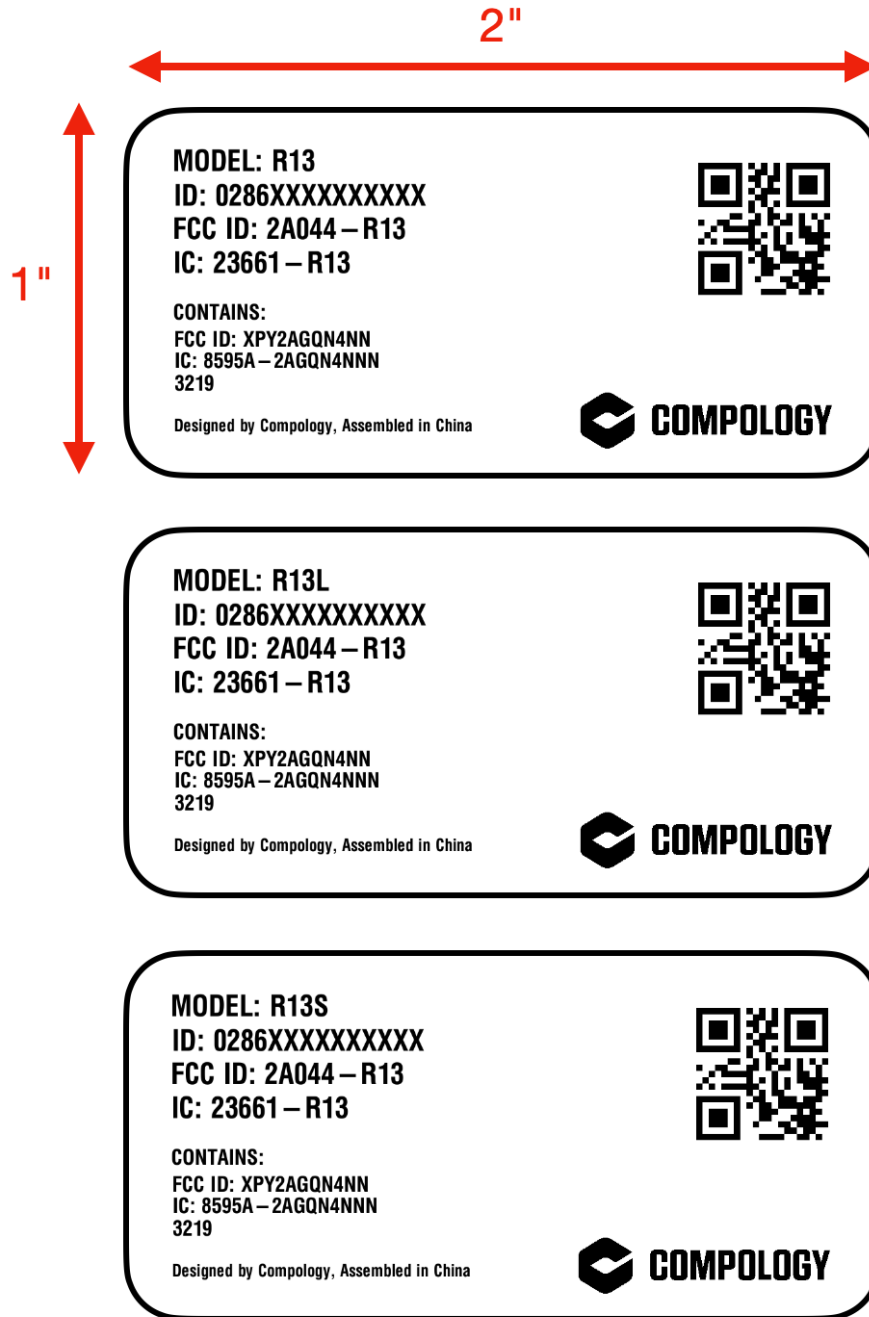 2"
1"
MODEL: R13
ID: 0286XXXXXXXXXX
FCC ID: 2A044–R13
IC: 23661–R13
CONTAINS:
FCC ID: XPY2AGQN4NN
IC: 8595A–2AGQN4NNN
3219
Designed by Compology, Assembled in China
COMPOLOGY
MODEL: R13L
ID: 0286XXXXXXXXXX
FCC ID: 2A044–R13
IC: 23661–R13
CONTAINS:
FCC ID: XPY2AGQN4NN
IC: 8595A–2AGQN4NNN
3219
Designed by Compology, Assembled in China
COMPOLOGY
MODEL: R13S
ID: 0286XXXXXXXXXX
FCC ID: 2A044–R13
IC: 23661–R13
CONTAINS:
FCC ID: XPY2AGQN4NN
IC: 8595A–2AGQN4NNN
3219
Designed by Compology, Assembled in China
COMPOLOGY